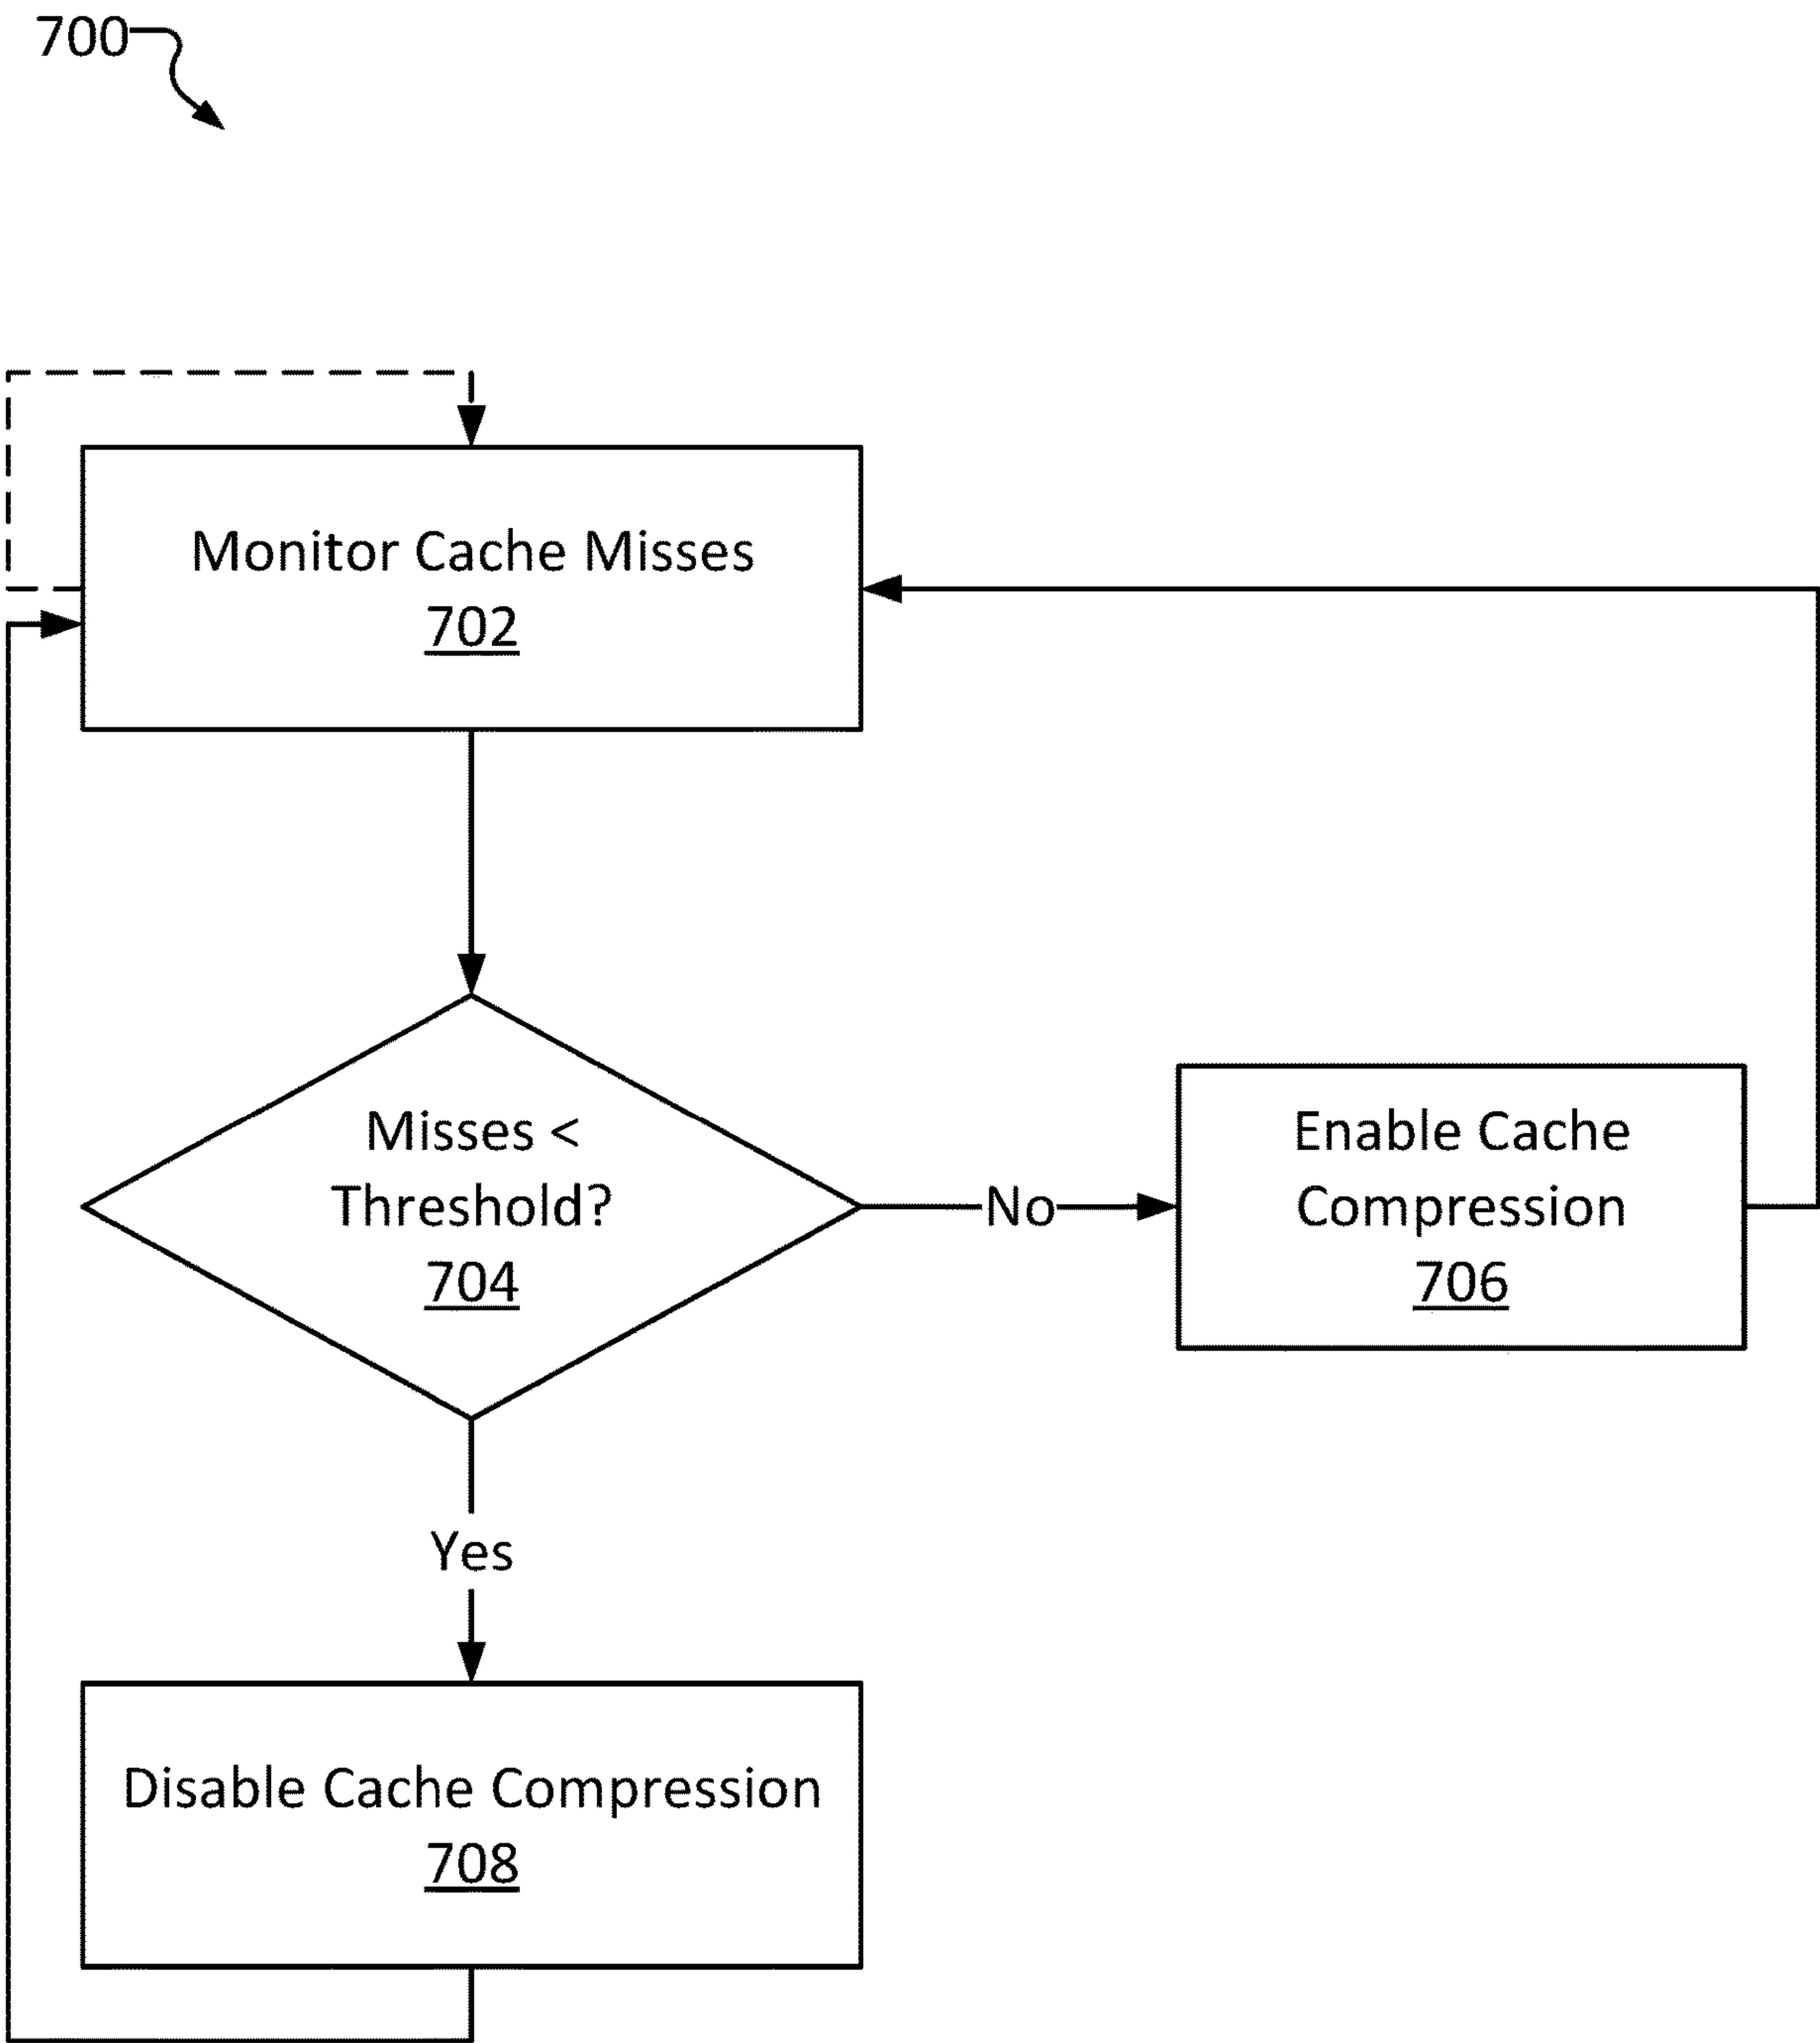 700
Monitor Cache Misses
702
Misses <
Threshold?
704
No
Enable Cache
Compression
706
Yes
Disable Cache Compression
708